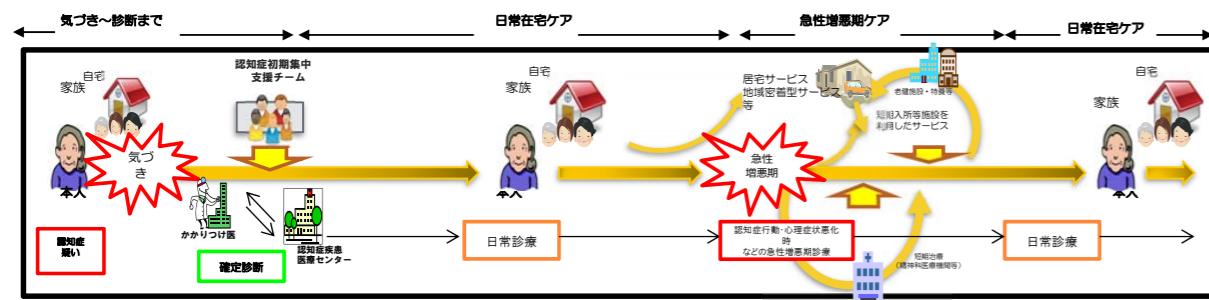 気づき～診断まで
日常在宅ケア
急性増悪期ケア
日常在宅ケア
自宅
家族
認知症初期集中
支援チーム
気づ
き
本人
かかりつけ医
認知症疾患
医療センター
認知症
疑い
確定診断
自宅
家族
本人
日常診療
居宅サービス
地域密着型サービス
等
老健施設・特養等
短期入所等施設を
利用したサービス
急性
増悪期
認知症行動・心理症状悪化
時
などの急性増悪期診療
短期治療
（精神科医療機関等）
自宅
家族
本人
日常診療